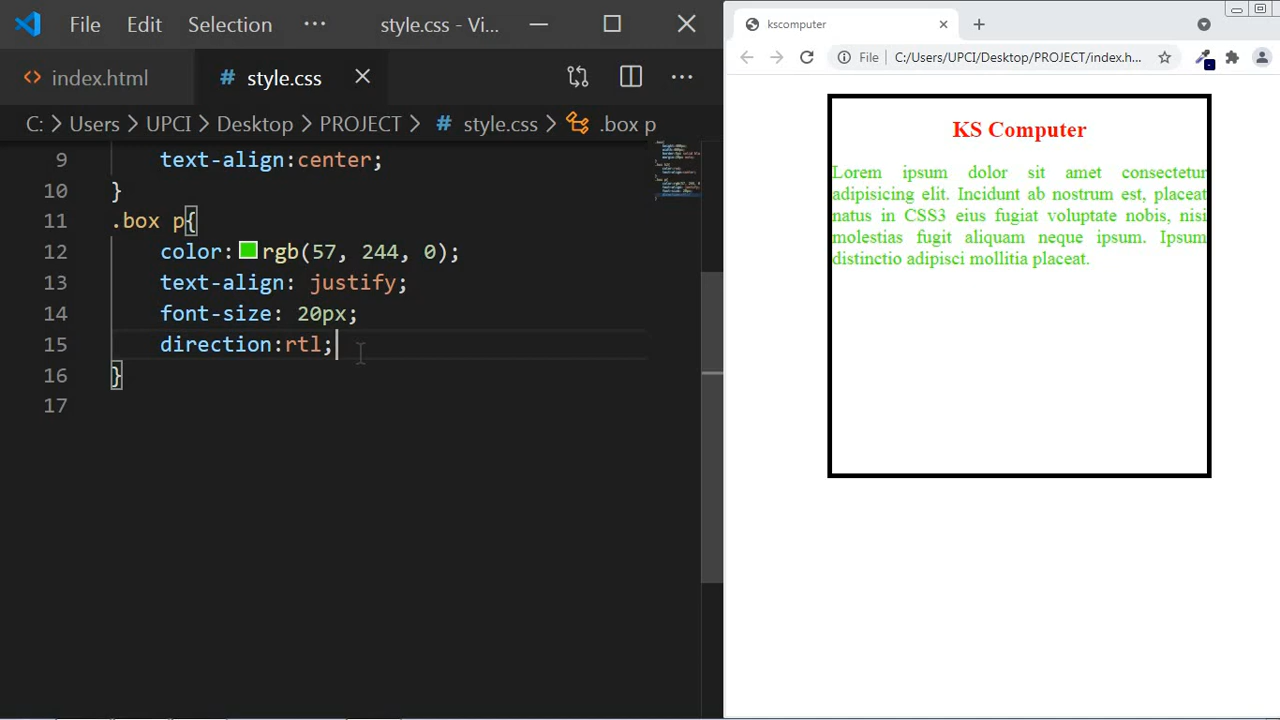 File Edit Selection ··· style.css - Vi...
index.html # style.css
C: > Users > UPCI > Desktop > PROJECT > # style.css > .box p
9 text-align:center;
10 }
11 .box p{
12 color: rgb(57, 244, 0);
13 text-align: justify;
14 font-size: 20px;
15 direction:rtl;
16 }
17
kscomputer
File C:/Users/UPCI/Desktop/PROJECT/index.h...
KS Computer
Lorem ipsum dolor sit amet consectetur
adipisicing elit. Incidunt ab nostrum est, placeat
natus in CSS3 eius fugiat voluptate nobis, nisi
molestias fugit aliquam neque ipsum. Ipsum
distinctio adipisci mollitia placeat.